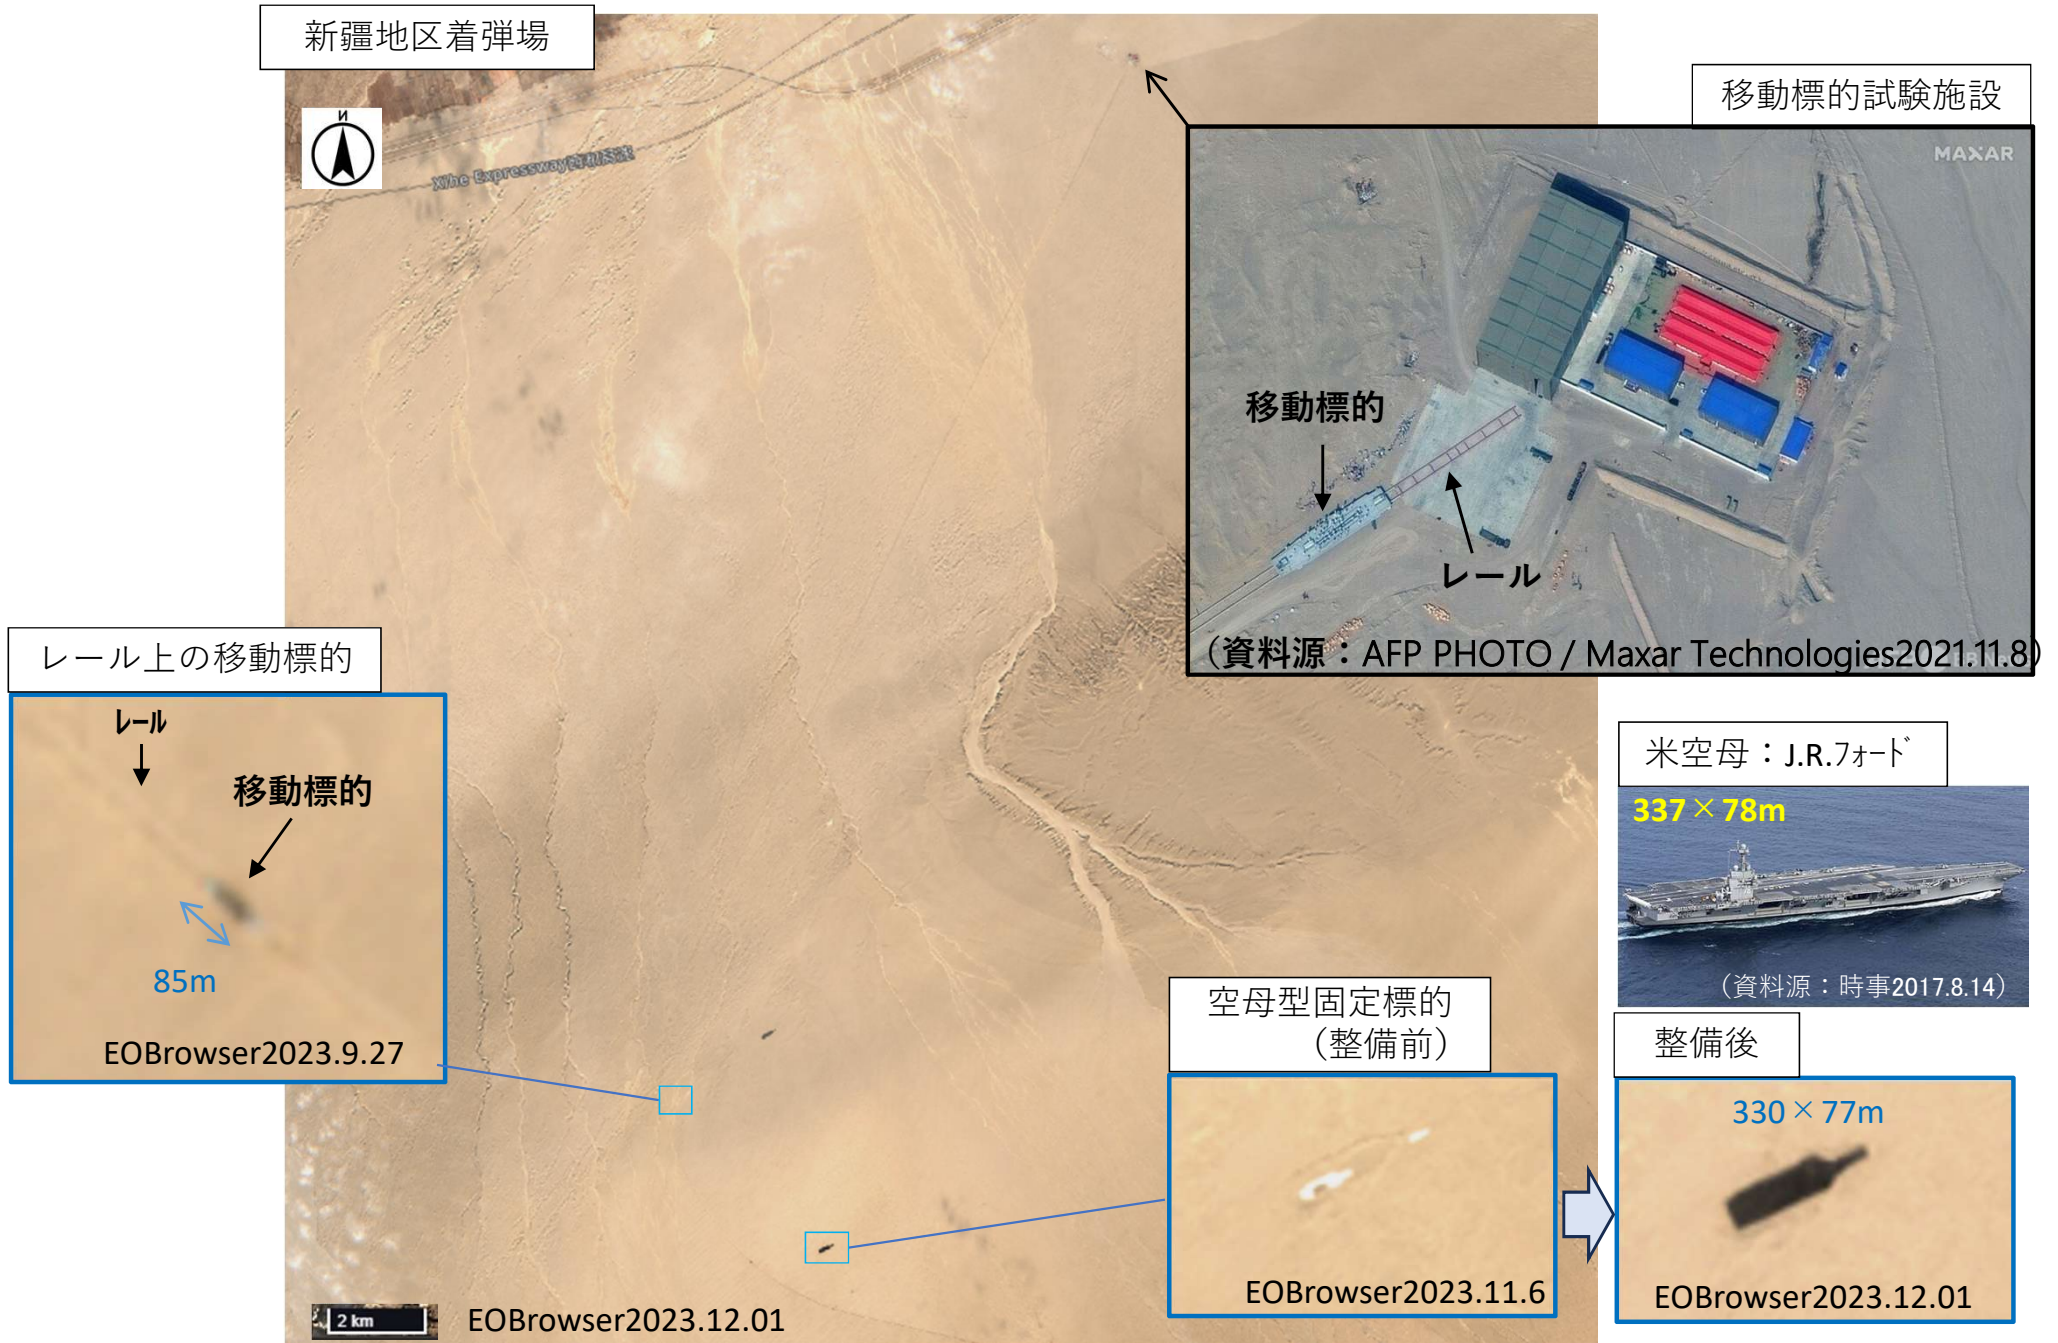 新疆地区着弾場
移動標的試験施設
N
MAXAR
Xihe Expressway
移動標的
レール
（資料源：AFP PHOTO / Maxar Technologies2021.11.8）
レール上の移動標的
レール
移動標的
85m
EOBrowser2023.9.27
米空母：J.R.フォード
337×78m
（資料源：時事2017.8.14）
空母型固定標的
（整備前）
EOBrowser2023.11.6
整備後
330×77m
EOBrowser2023.12.01
2 km
EOBrowser2023.12.01